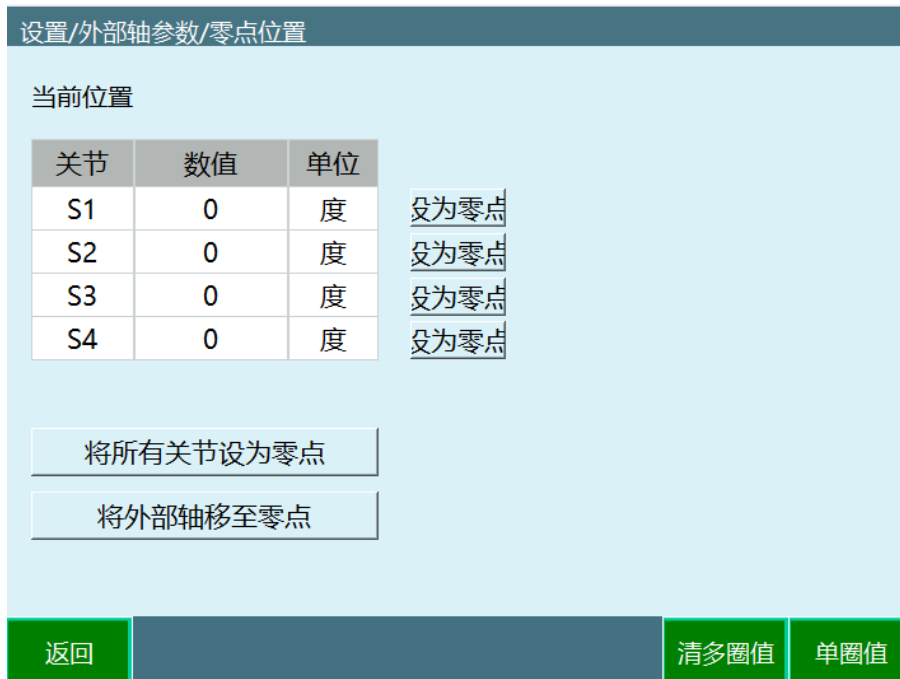 设置/外部轴参数/零点位置
当前位置
关节 数值 单位
S1 0 度 设为零点
S2 0 度 设为零点
S3 0 度 设为零点
S4 0 度 设为零点
将所有关节设为零点
将外部轴移至零点
返回 清多圈值 单圈值